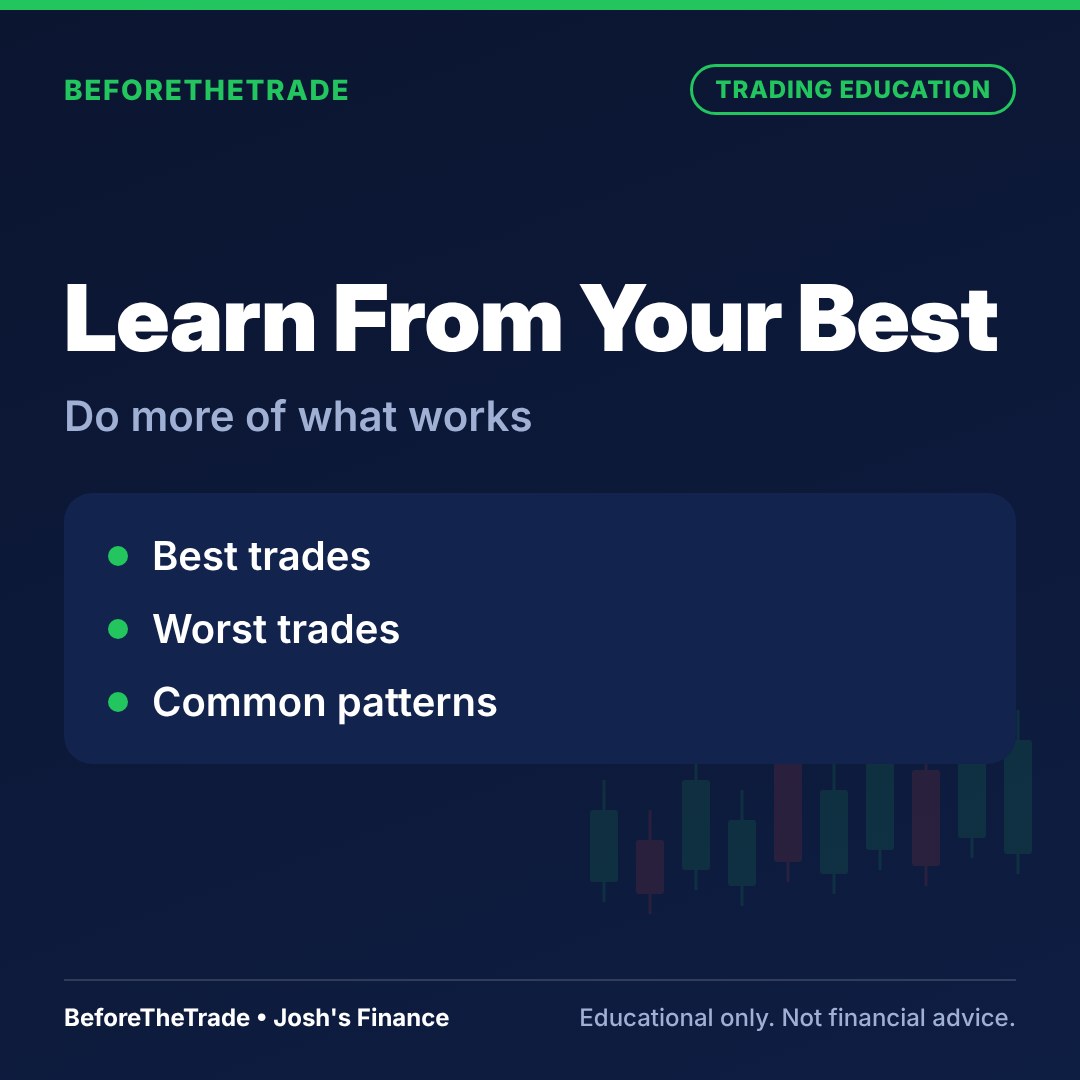 BEFORETHETRADE
TRADING EDUCATION
Learn From Your Best
Do more of what works
Best trades
Worst trades
Common patterns
BeforeTheTrade • Josh's Finance
Educational only. Not financial advice.